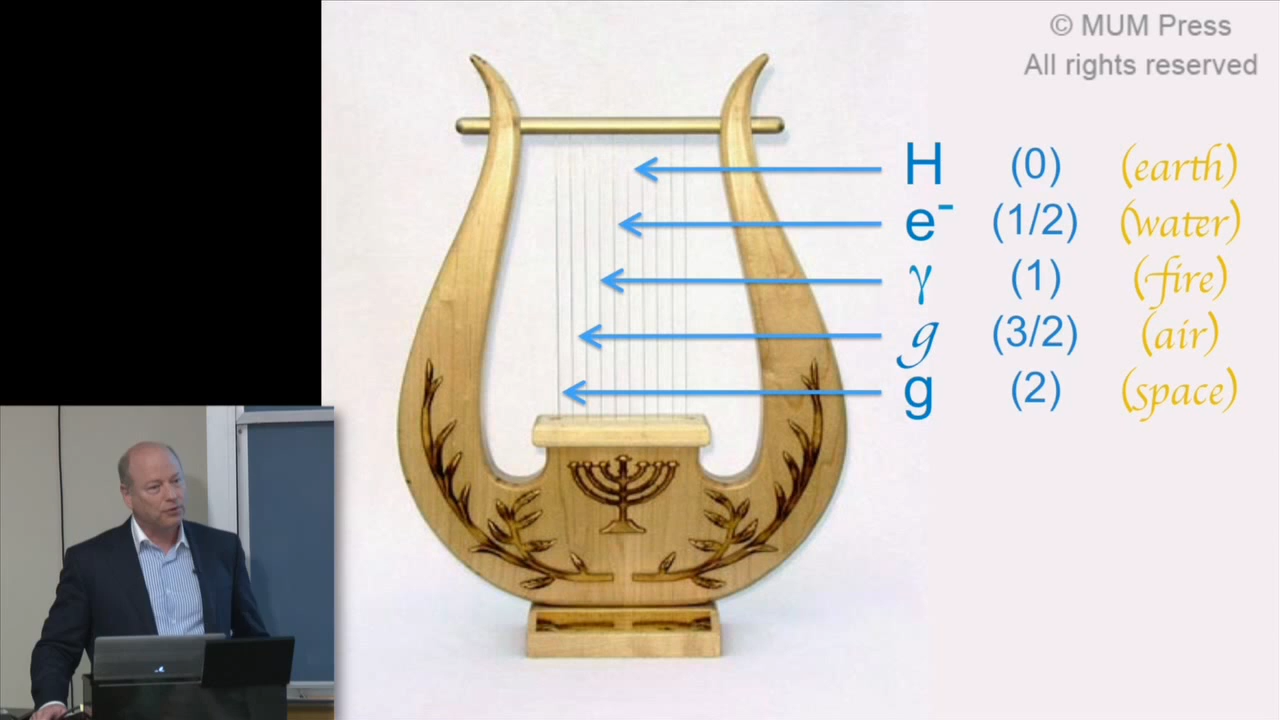 © MUM Press
All rights reserved
H (0) (earth)
e⁻ (1/2) (water)
γ (1) (fire)
g (3/2) (air)
g (2) (space)